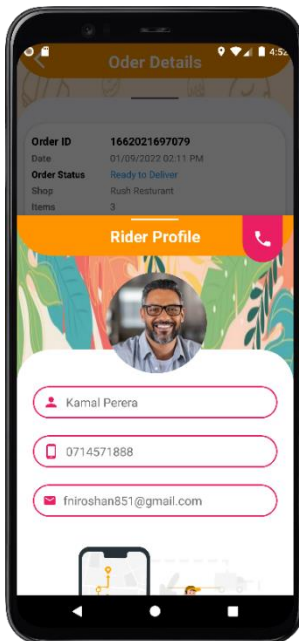 4:52
Oder Details
Order ID 1662021697079
Date 01/09/2022 02:11 PM
Order Status Ready to Deliver
Shop Rush Resturant
Items 3
Rider Profile
Kamal Perera
0714571888
fniroshan851@gmail.com